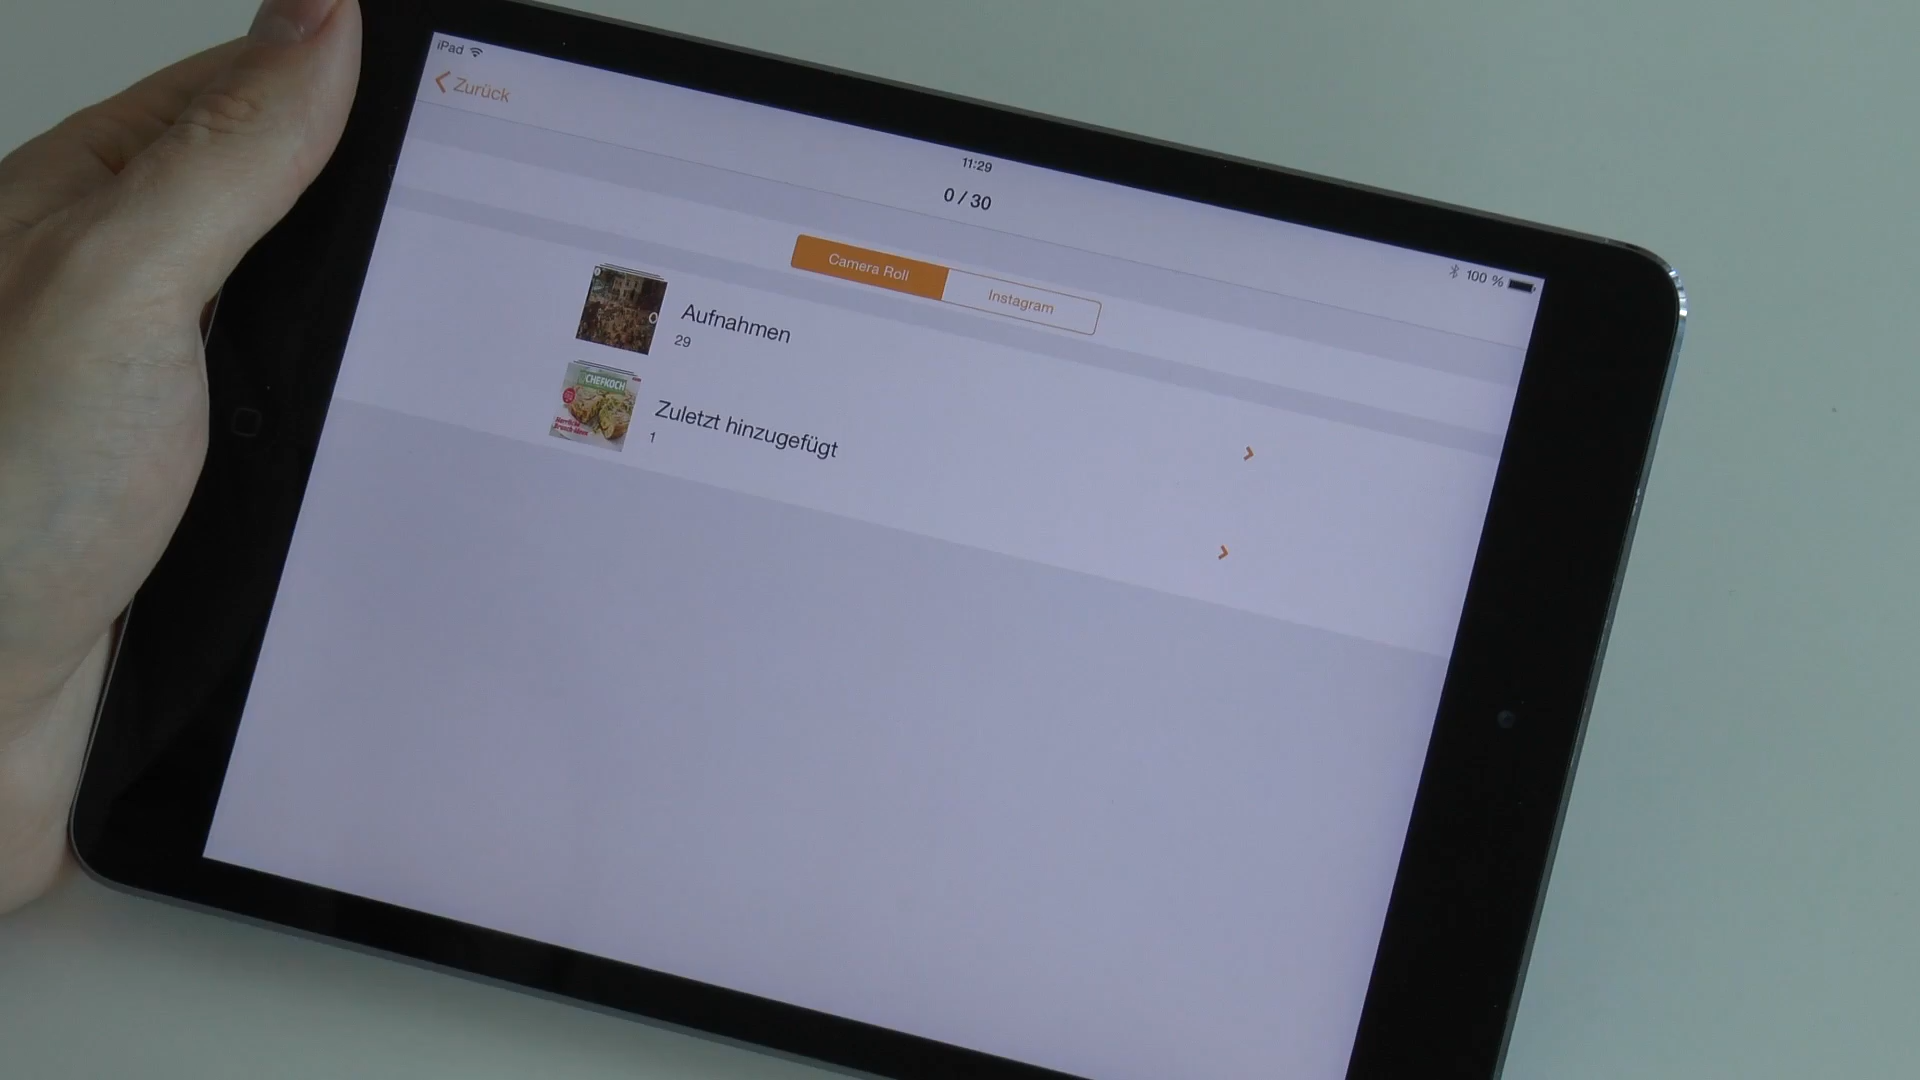 iPad
Zurück
11:29
0 / 30
100 %
Camera Roll
Instagram
Aufnahmen
29
CHEFKOCH
Zuletzt hinzugefügt
1